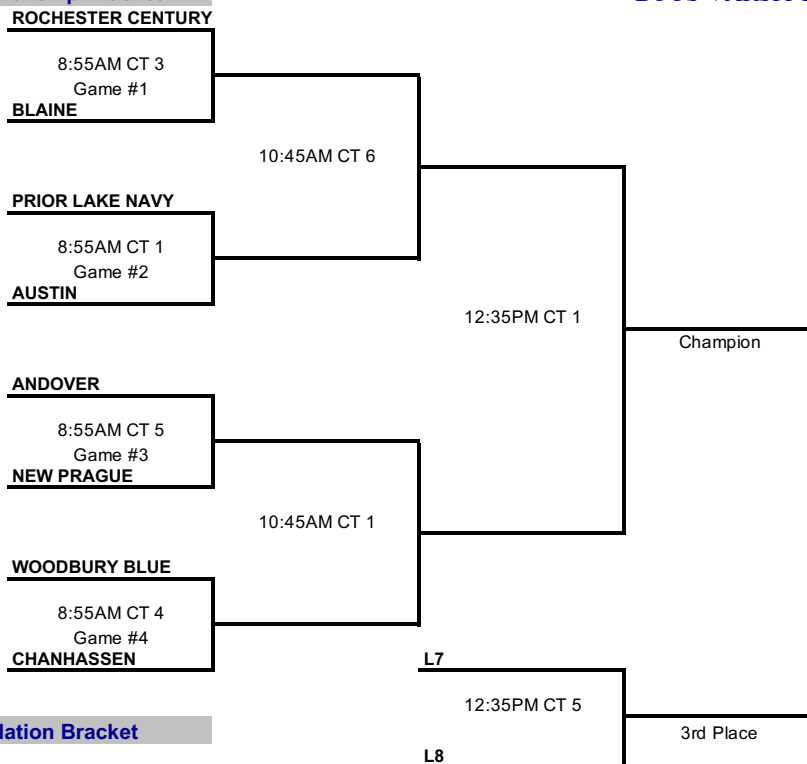 ROCHESTER CENTURY
8:55AM CT 3
Game #1
BLAINE
10:45AM CT 6
PRIOR LAKE NAVY
8:55AM CT 1
Game #2
AUSTIN
12:35PM CT 1
Champion
ANDOVER
8:55AM CT 5
Game #3
NEW PRAGUE
10:45AM CT 1
WOODBURY BLUE
8:55AM CT 4
Game #4
CHANHASSEN
L7
12:35PM CT 5
lation Bracket
3rd Place
L8